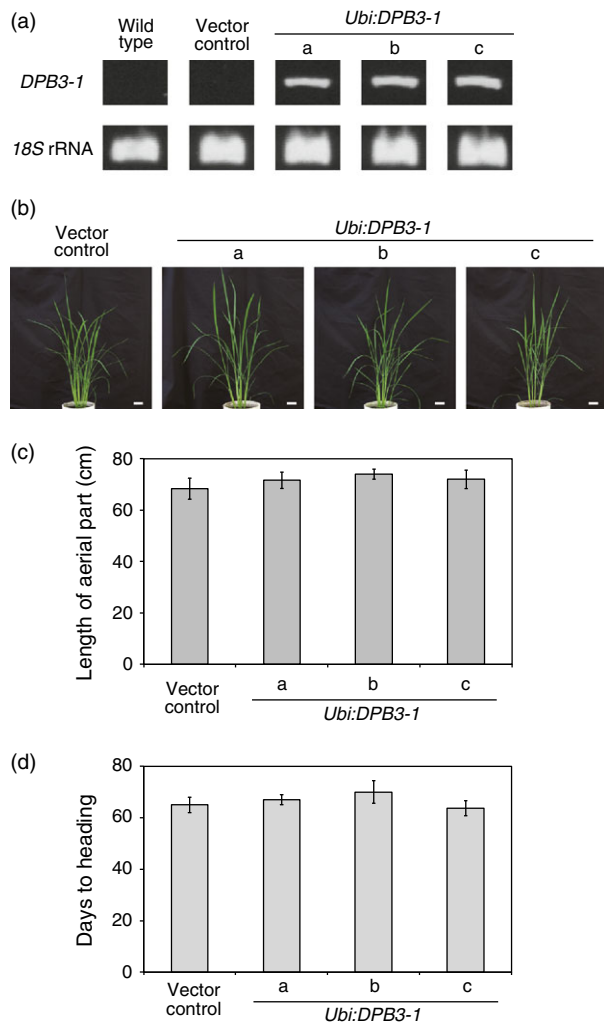 (a)
Wild type
Vector control
Ubi:DPB3-1
a b c
DPB3-1
18S rRNA
(b)
Vector control
Ubi:DPB3-1
a b c
(c)
Length of aerial part (cm)
80
60
40
20
0
Vector control
a b c
Ubi:DPB3-1
(d)
Days to heading
80
60
40
20
0
Vector control
a b c
Ubi:DPB3-1